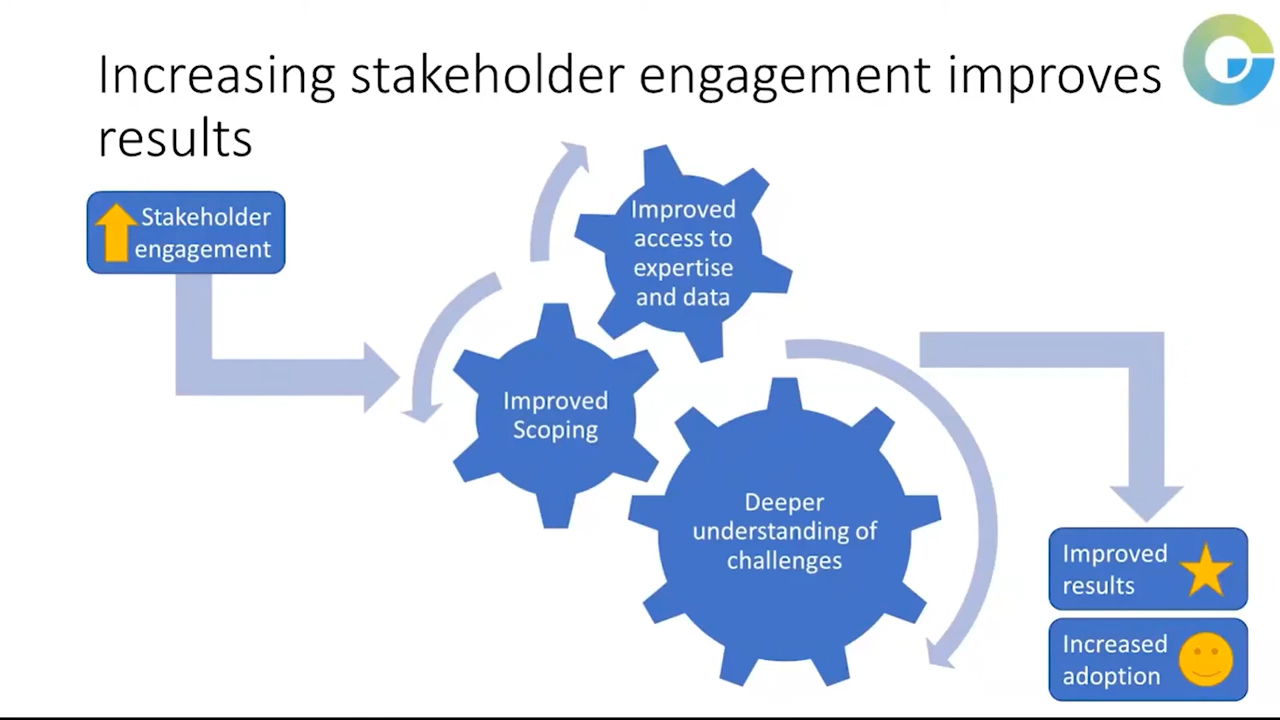 Increasing stakeholder engagement improves
results
Stakeholder
engagement
Improved
access to
expertise
and data
Improved
Scoping
Deeper
understanding of
challenges
Improved
results
Increased
adoption